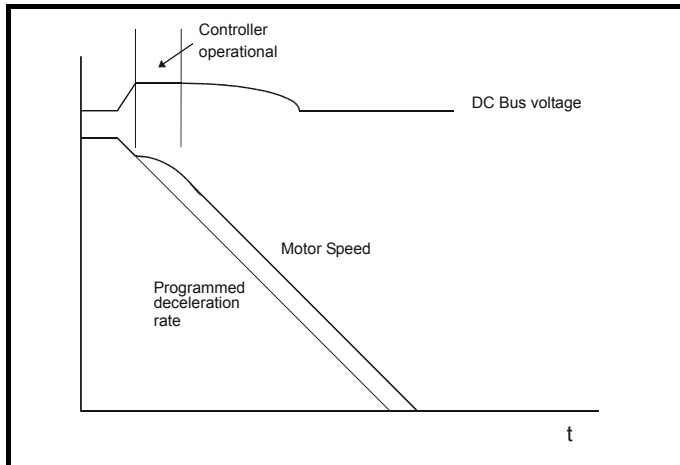 Controller
operational
DC Bus voltage
Motor Speed
Programmed
deceleration
rate
t